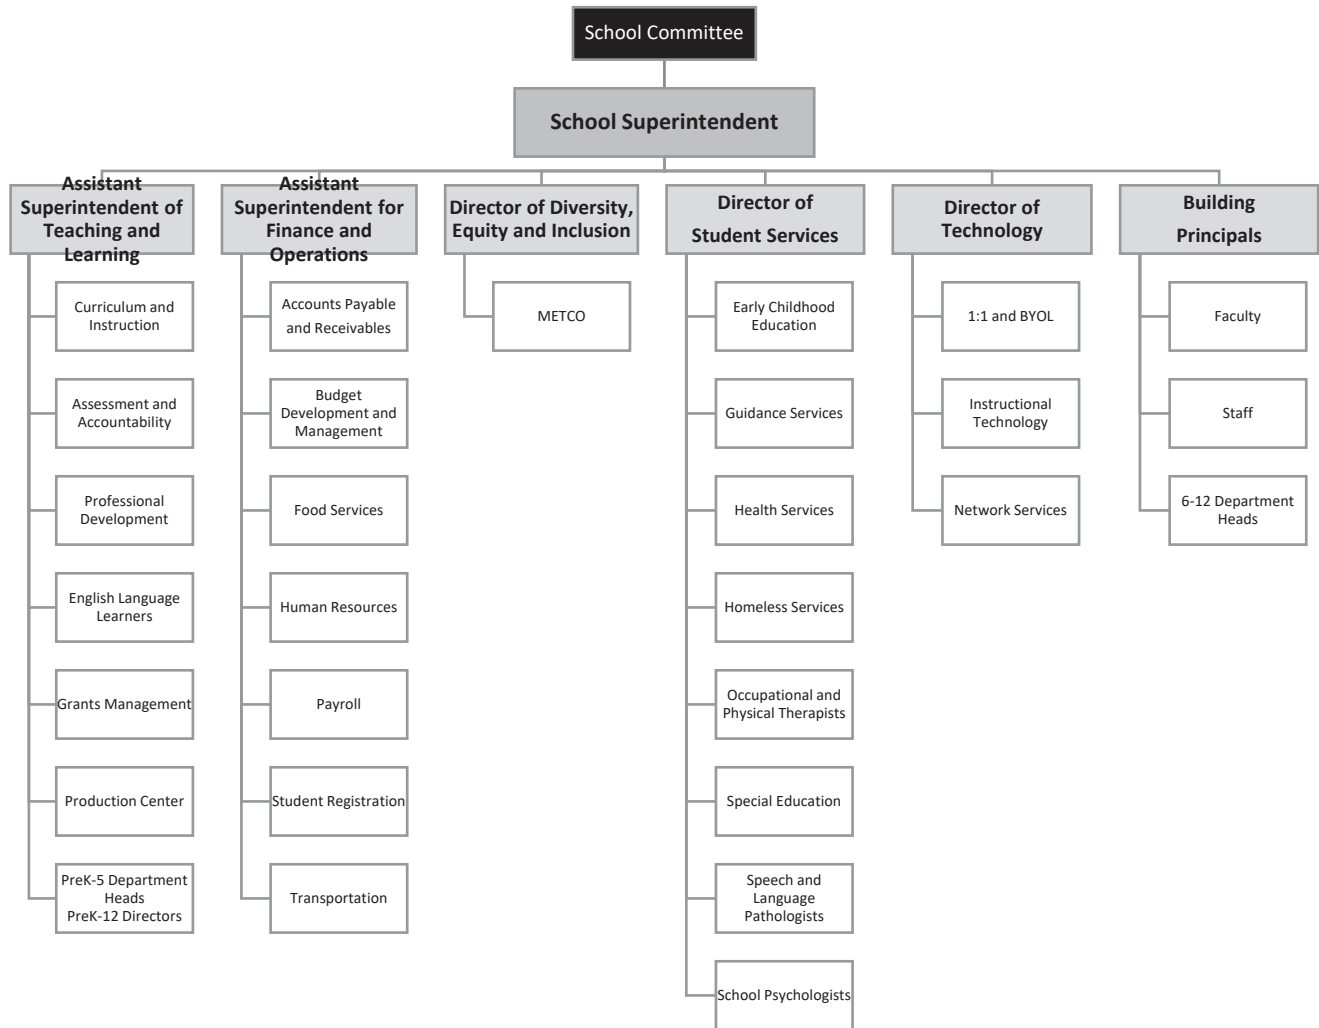 School Committee
School Superintendent
Assistant
Superintendent of
Teaching and
Learning
Curriculum and
Instruction
Assessment and
Accountability
Professional
Development
English Language
Learners
Grants Management
Production Center
PreK-5 Department
Heads
PreK-12 Directors
Assistant
Superintendent for
Finance and
Operations
Accounts Payable
and Receivables
Budget
Development and
Management
Food Services
Human Resources
Payroll
Student Registration
Transportation
Director of Diversity,
Equity and Inclusion
METCO
Director of
Student Services
Early Childhood
Education
Guidance Services
Health Services
Homeless Services
Occupational and
Physical Therapists
Special Education
Speech and
Language
Pathologists
School Psychologists
Director of
Technology
1:1 and BYOL
Instructional
Technology
Network Services
Building
Principals
Faculty
Staff
6-12 Department
Heads